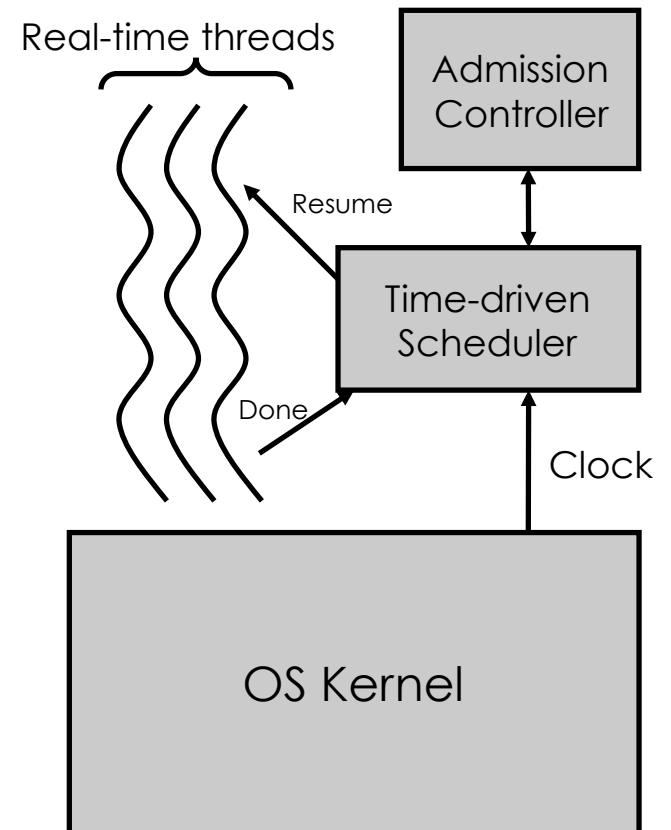 Real-time threads
Admission
Controller
Resume
Time-driven
Scheduler
Done
Clock
OS Kernel